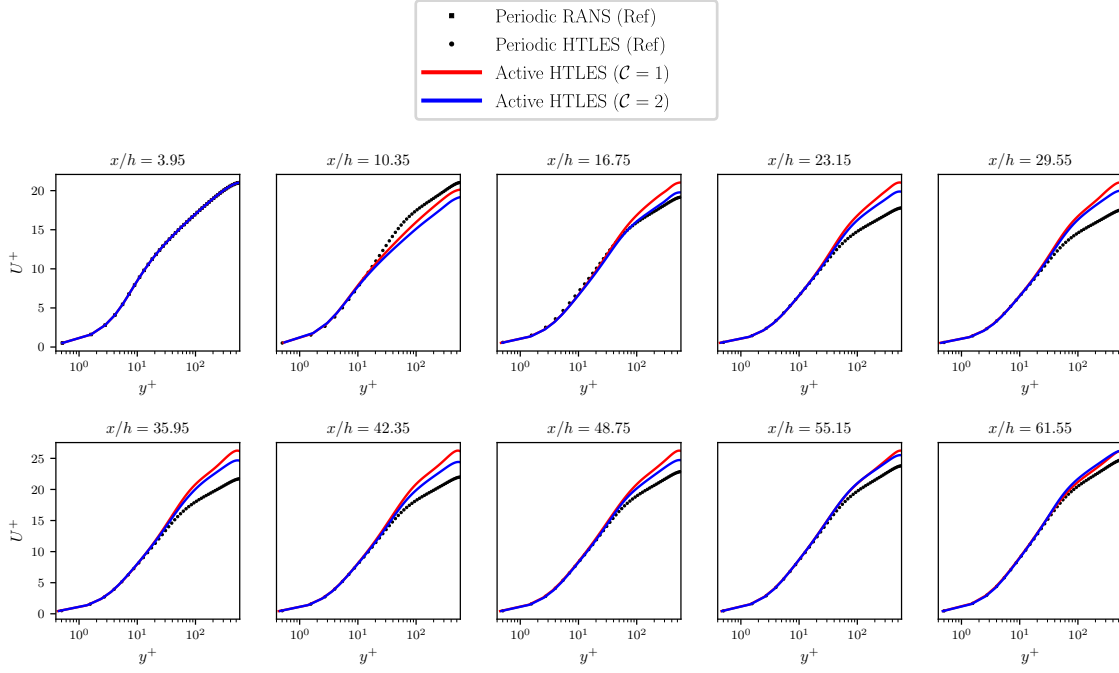 Periodic RANS (Ref)
Periodic HTLES (Ref)
Active HTLES (𝒞 = 1)
Active HTLES (𝒞 = 2)
x/h = 3.95
x/h = 10.35
x/h = 16.75
x/h = 23.15
x/h = 29.55
20
15
10
5
0
U⁺
10⁰ 10¹ 10²
10⁰ 10¹ 10²
10⁰ 10¹ 10²
10⁰ 10¹ 10²
10⁰ 10¹ 10²
y⁺
y⁺
y⁺
y⁺
y⁺
x/h = 35.95
x/h = 42.35
x/h = 48.75
x/h = 55.15
x/h = 61.55
25
20
15
10
5
0
U⁺
10⁰ 10¹ 10²
10⁰ 10¹ 10²
10⁰ 10¹ 10²
10⁰ 10¹ 10²
10⁰ 10¹ 10²
y⁺
y⁺
y⁺
y⁺
y⁺